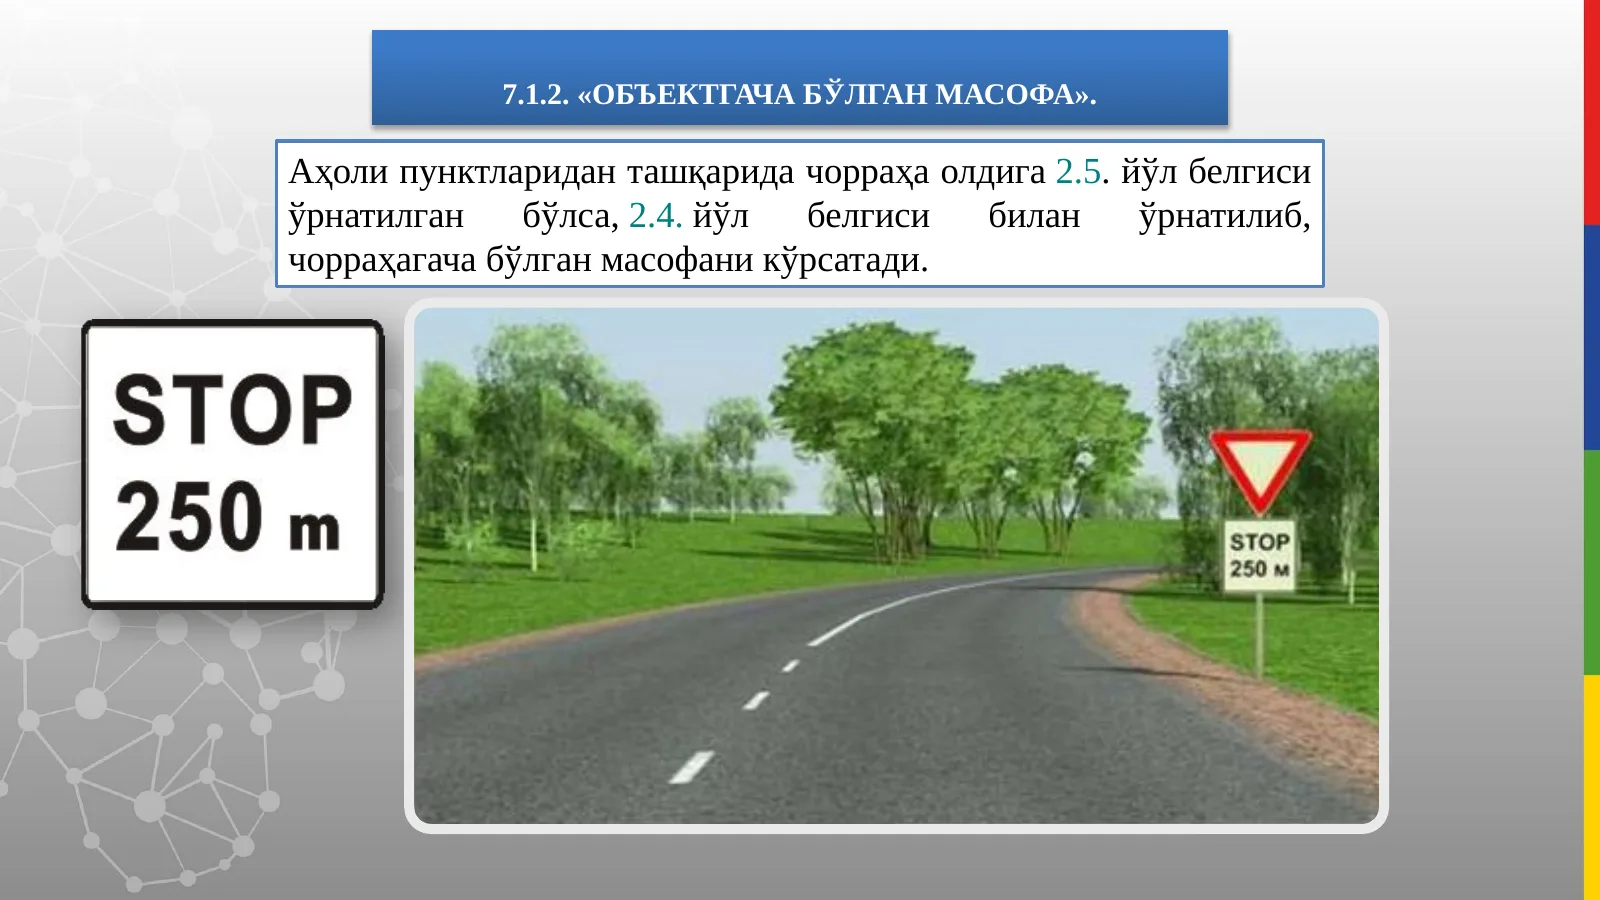 7.1.2. «ОБЪЕКТГАЧА БЎЛГАН МАСОФА».
Аҳоли пунктларидан ташқарида чорраҳа олдига 2.5. йўл белгиси
ўрнатилган бўлса, 2.4. йўл белгиси билан ўрнатилиб,
чорраҳагача бўлган масофани кўрсатади.
STOP
250 m
STOP
250 м